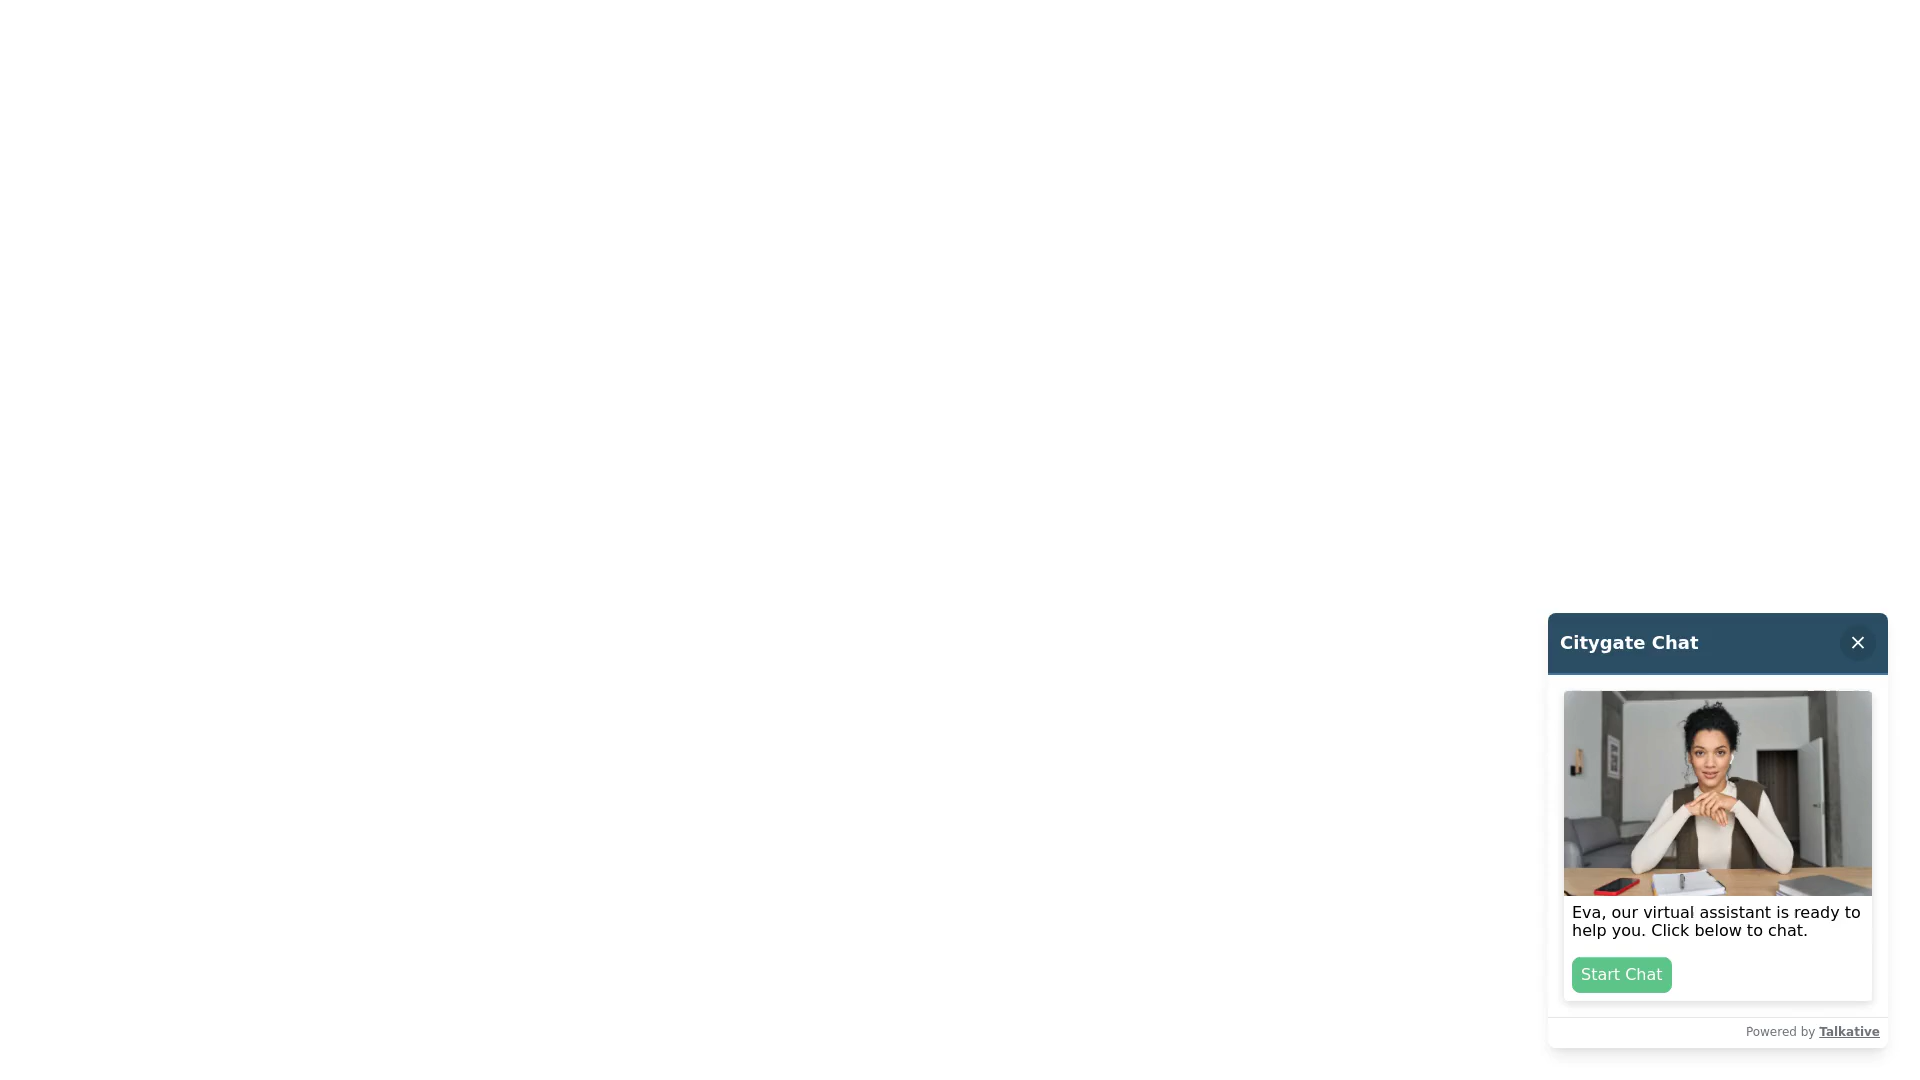 Citygate Chat
Eva, our virtual assistant is ready to
help you. Click below to chat.
Start Chat
Powered by Talkative